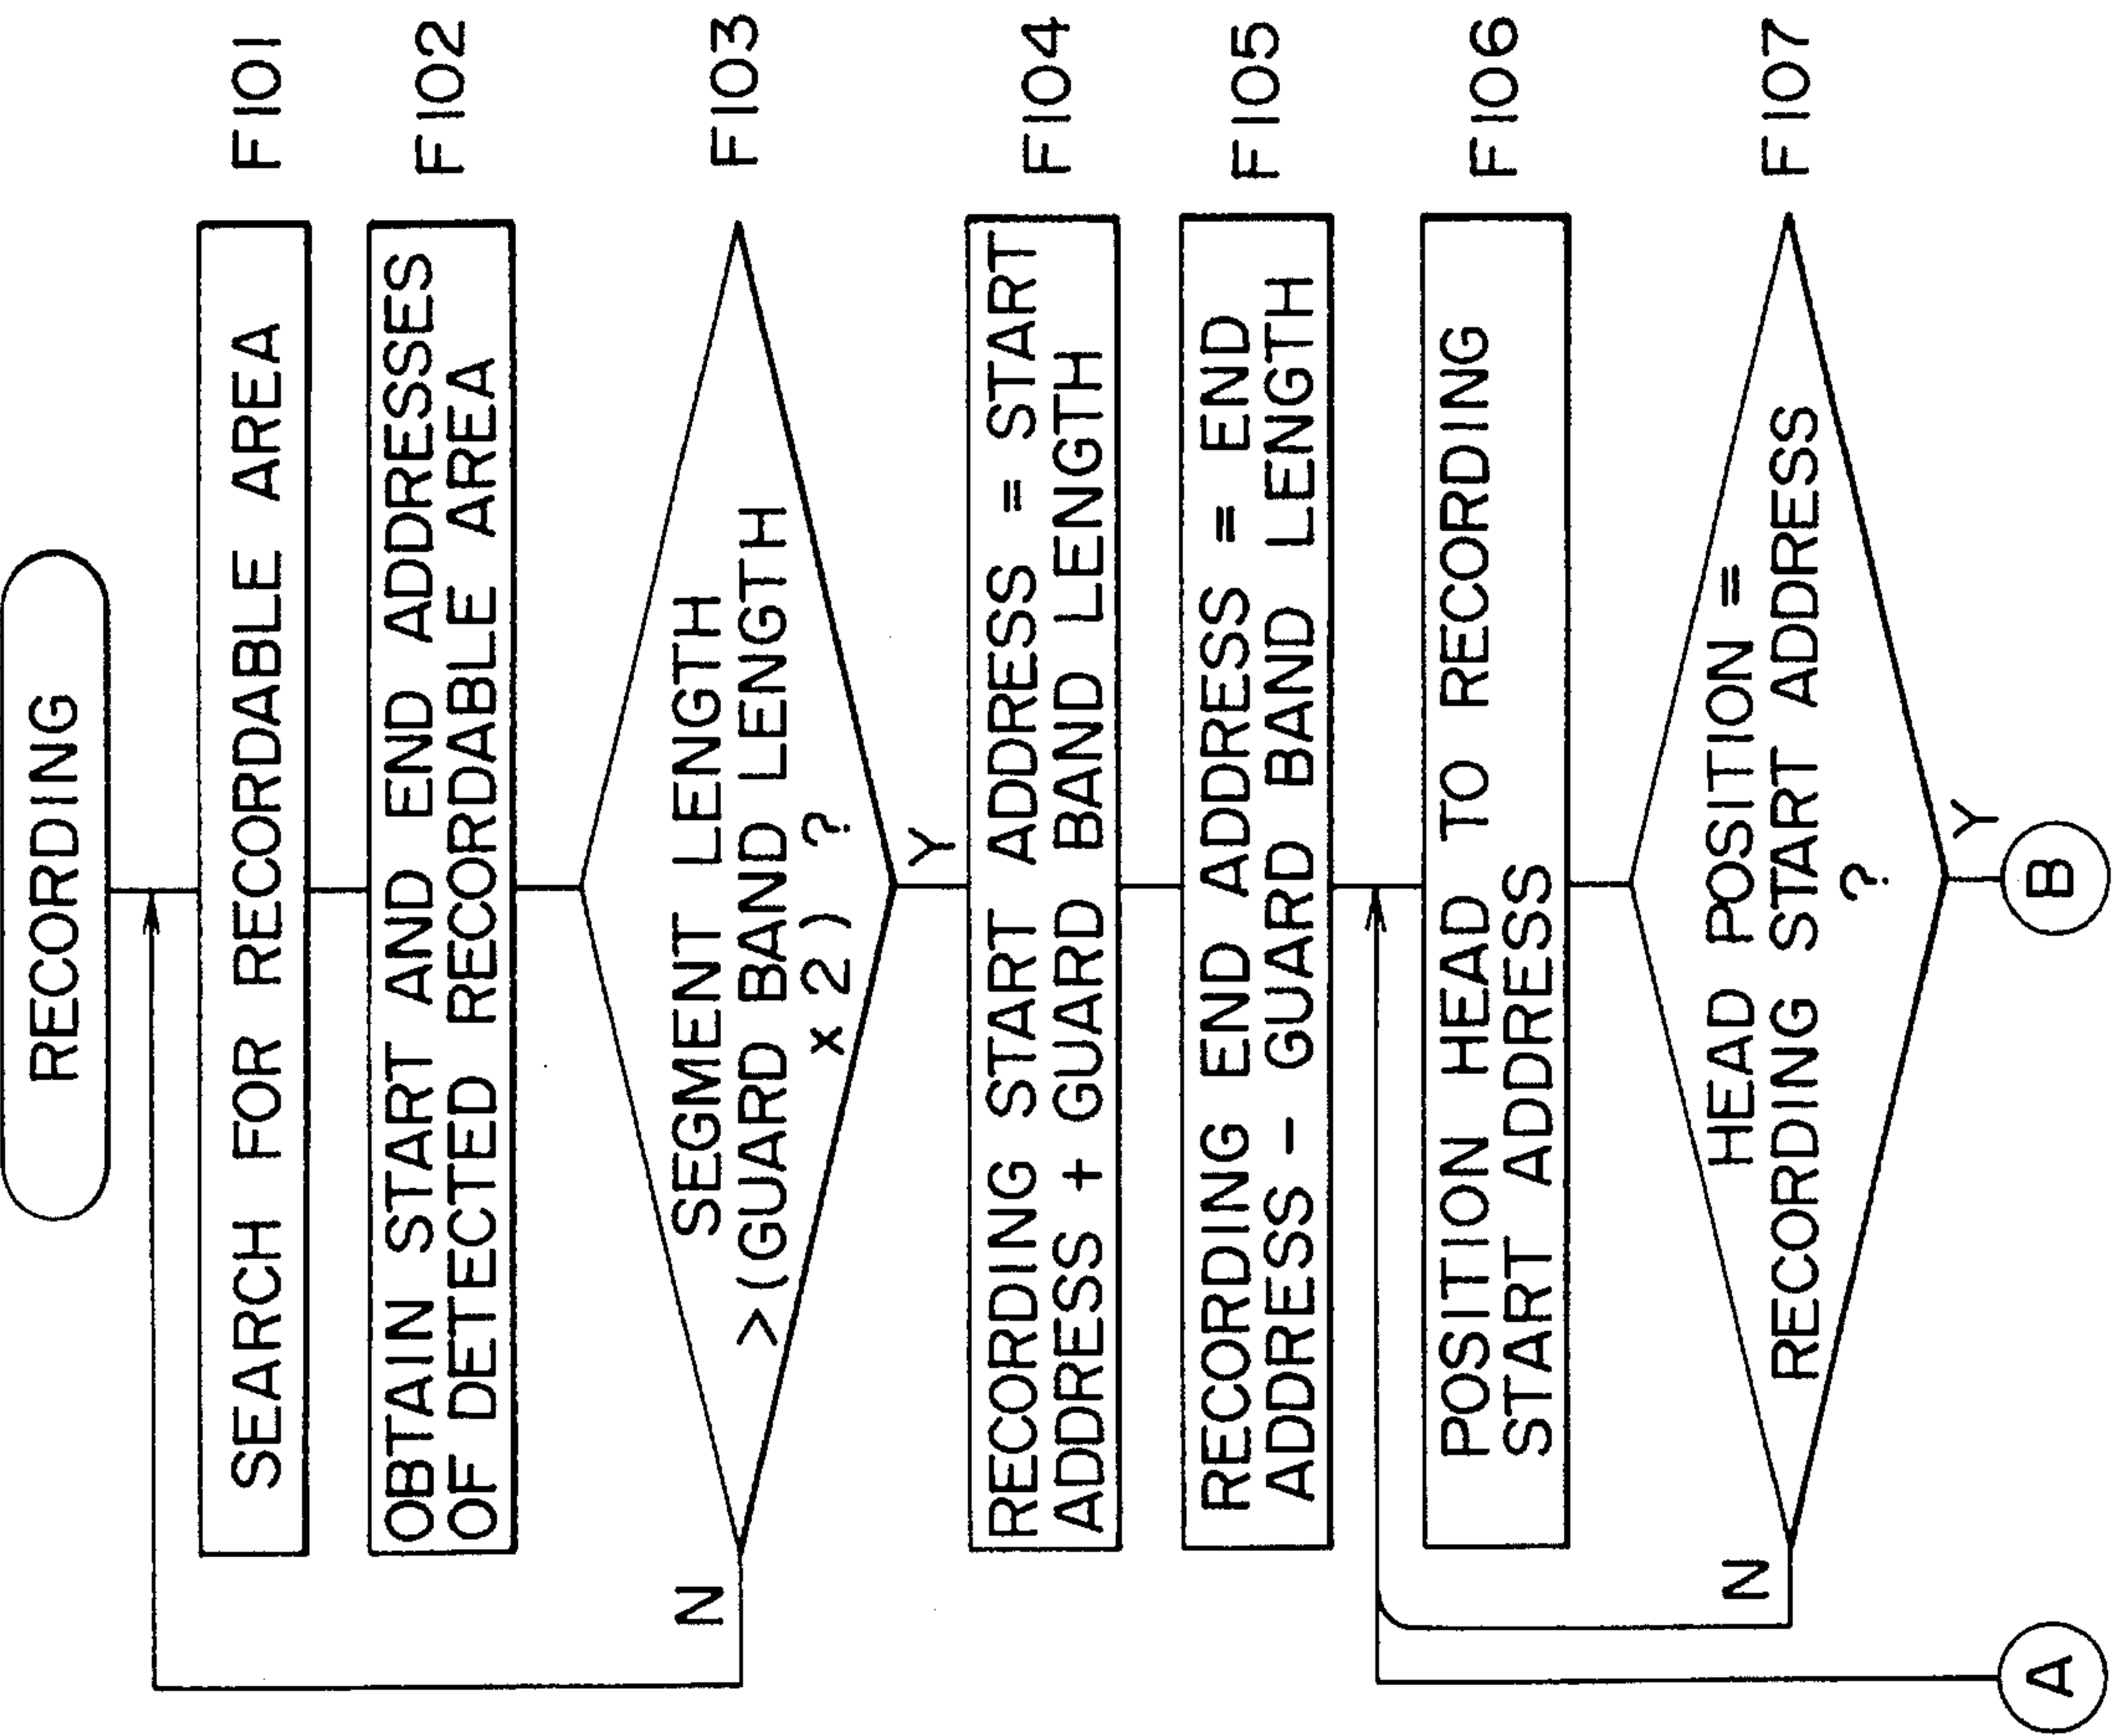 RECORDING
SEARCH FOR RECORDABLE AREA
F101
OBTAIN START AND END ADDRESSES
OF DETECTED RECORDABLE AREA
F102
SEGMENT LENGTH
> (GUARD BAND LENGTH
x 2) ?
F103
N
Y
RECORDING START ADDRESS = START
ADDRESS + GUARD BAND LENGTH
F104
RECORDING END ADDRESS = END
ADDRESS - GUARD BAND LENGTH
F105
POSITION HEAD TO RECORDING
START ADDRESS
F106
HEAD POSITION =
RECORDING START ADDRESS
?
F107
N
Y
A
B